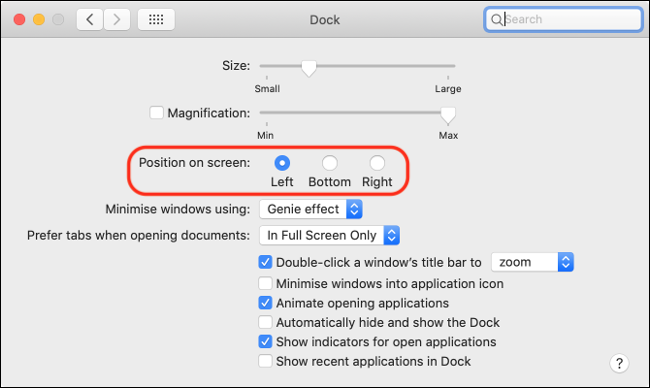 Dock
Search
Size:
Small Large
Magnification:
Min Max
Position on screen:
Left Bottom Right
Minimise windows using: Genie effect
Prefer tabs when opening documents: In Full Screen Only
Double-click a window's title bar to zoom
Minimise windows into application icon
Animate opening applications
Automatically hide and show the Dock
Show indicators for open applications
Show recent applications in Dock
?